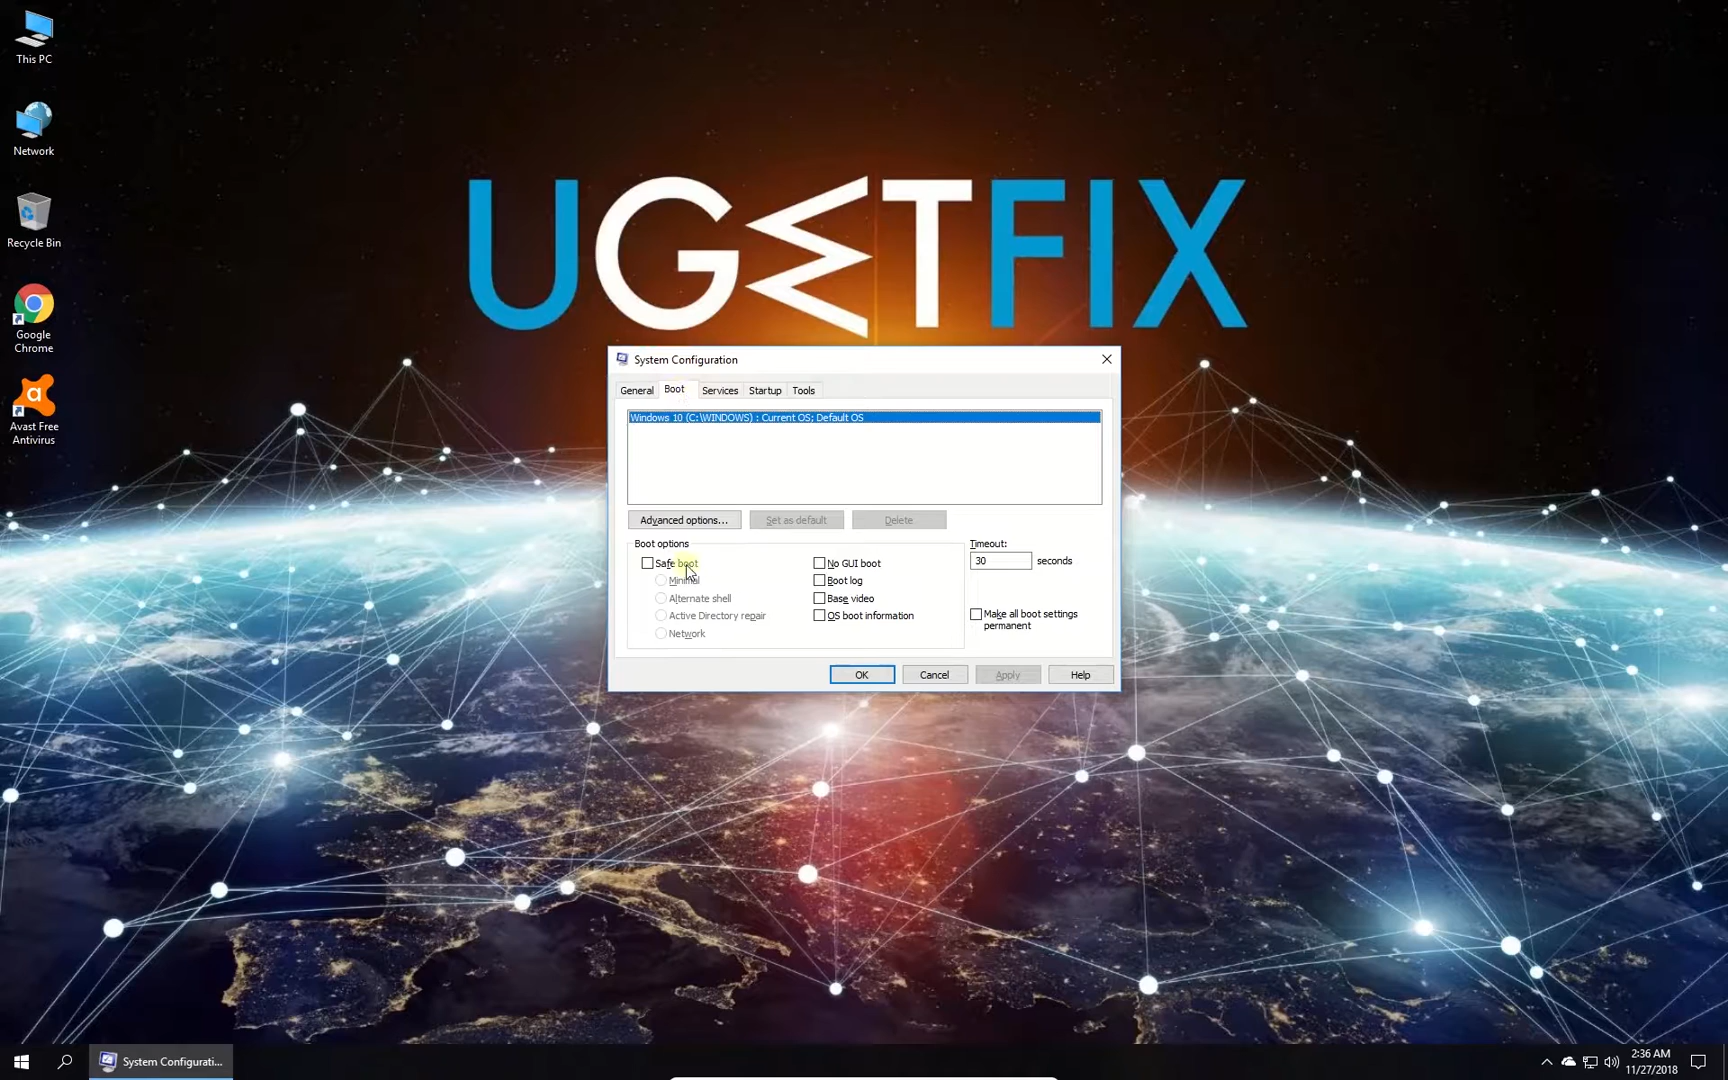 This PC
Network
Recycle Bin
Google
Chrome
Avast Free
Antivirus
UGETFIX
System Configuration
General Boot Services Startup Tools
Windows 10 (C:\WINDOWS) : Current OS; Default OS
Advanced options... Set as default Delete
Boot options
Safe boot
Minimal
Alternate shell
Active Directory repair
Network
No GUI boot
Boot log
Base video
OS boot information
Timeout:
30 seconds
Make all boot settings
permanent
OK Cancel Apply Help
System Configurati...
2:36 AM
11/27/2018